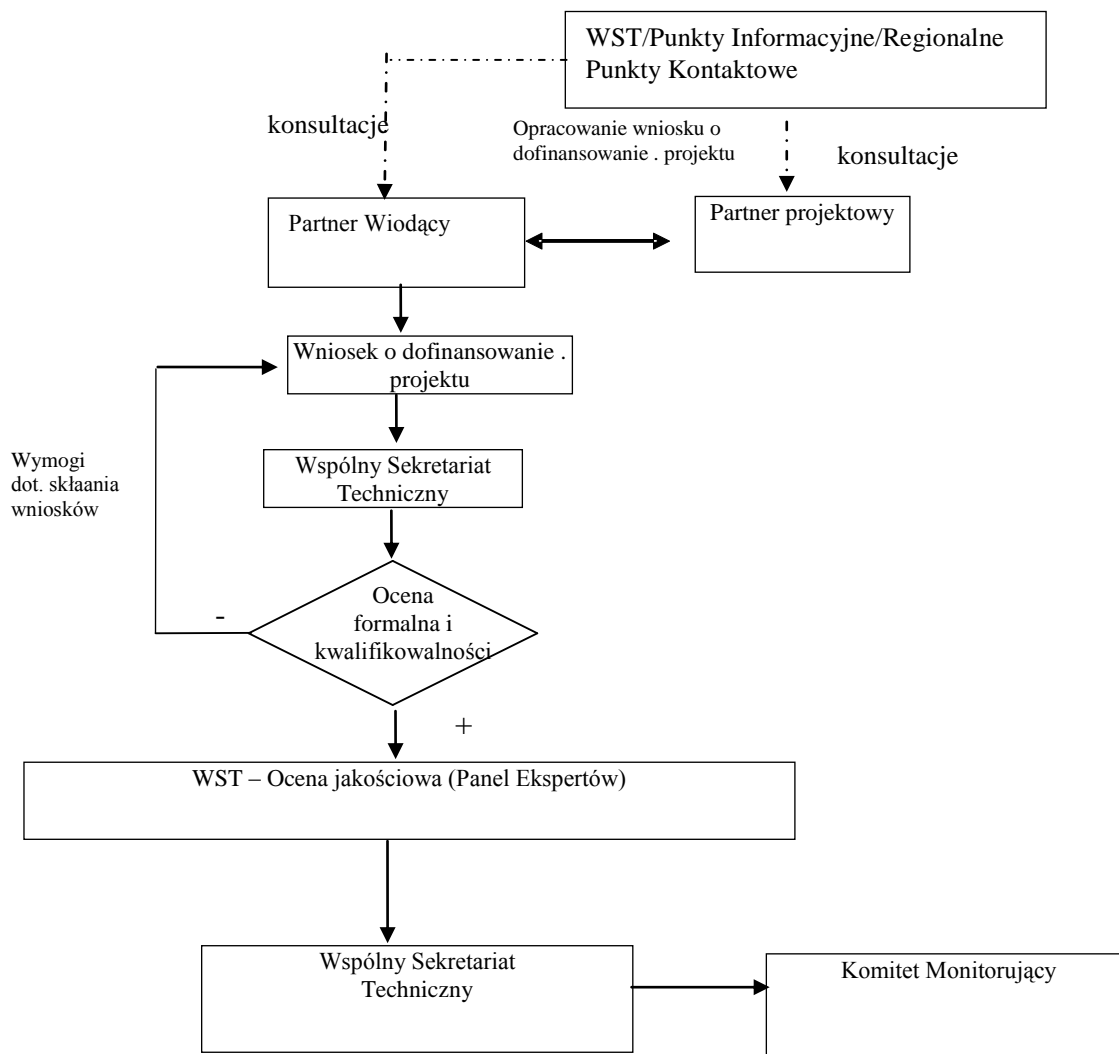 WST/Punkty Informacyjne/Regionalne
Punkty Kontaktowe
konsultacje
Opracowanie wniosku o
dofinansowanie . projektu
konsultacje
Partner Wiodący
Partner projektowy
Wniosek o dofinansowanie .
projektu
Wymogi
dot. skłaania
wniosków
Wspólny Sekretariat
Techniczny
Ocena
formalna i
kwalifikowalności
-
+
WST – Ocena jakościowa (Panel Ekspertów)
Wspólny Sekretariat
Techniczny
Komitet Monitorujący